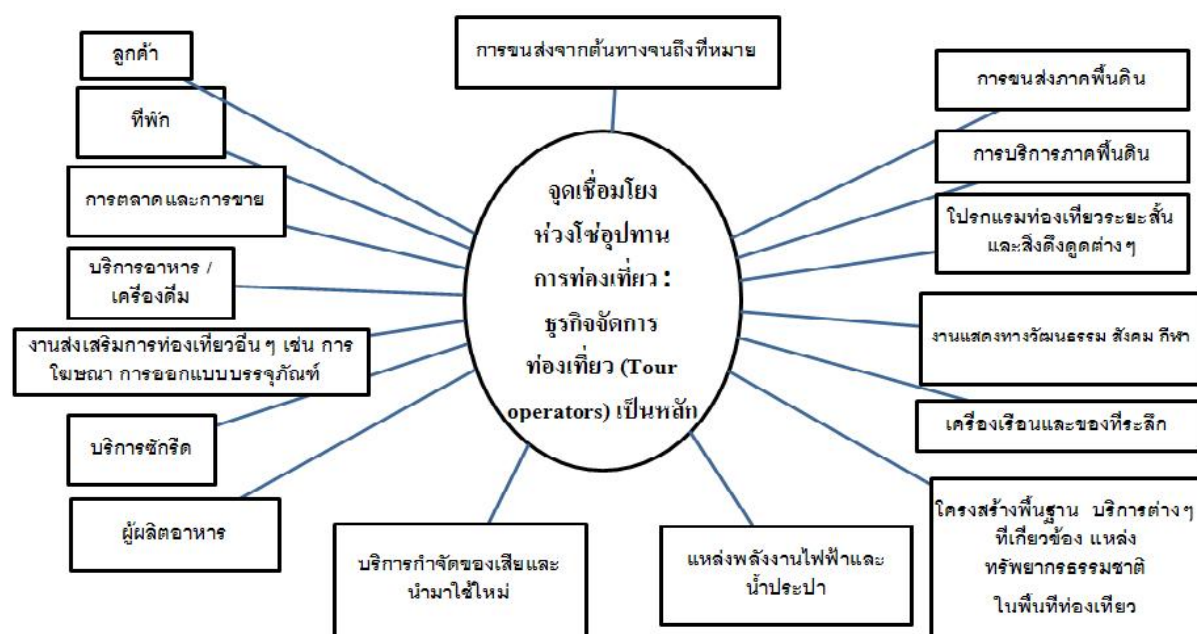 การขนส่งจากต้นทางจนถึงที่หมาย
ลูกค้า
ที่พัก
การตลาดและการขาย
บริการอาหาร /
เครื่องดื่ม
งานส่งเสริมการท่องเที่ยวอื่นๆ เช่น การ
โฆษณา การออกแบบบรรจุภัณฑ์
บริการซักรีด
ผู้ผลิตอาหาร
จุดเชื่อมโยง
ห่วงโซ่อุปทาน
การท่องเที่ยว :
ธุรกิจจัดการ
ท่องเที่ยว (Tour
operators) เป็นหลัก
การขนส่งภาคพื้นดิน
การบริการภาคพื้นดิน
โปรกแรมท่องเที่ยวระยะสั้น
และสิ่งดึงดูดต่างๆ
งานแสดงทางวัฒนธรรม สังคม กีฬา
เครื่องเรือนและของที่ระลึก
โครงสร้างพื้นฐาน บริการต่างๆ
ที่เกี่ยวข้อง แหล่ง
ทรัพยากรธรรมชาติ
ในพื้นที่ท่องเที่ยว
บริการกำจัดของเสียและ
นำมาใช้ใหม่
แหล่งพลังงานไฟฟ้าและ
น้ำประปา